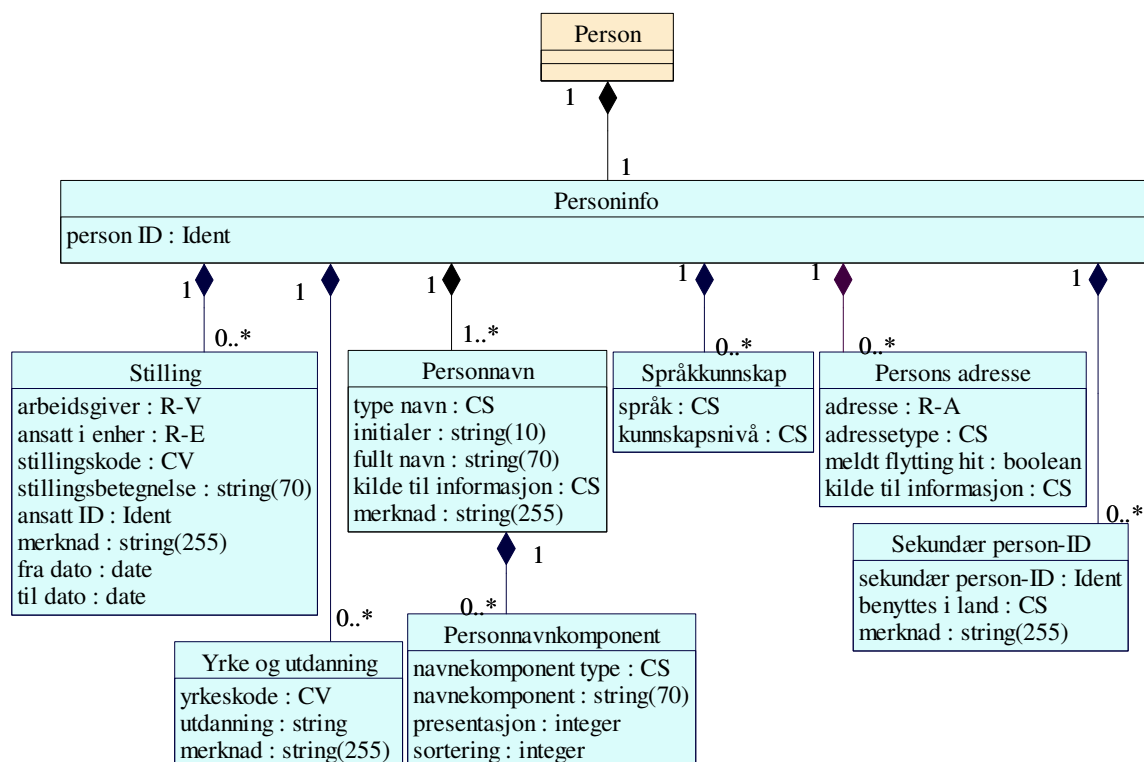 Person
1
1
Personinfo
person ID : Ident
1
1
1
1
1
1
0..*
1..*
0..*
0..*
0..*
Stilling
arbeidsgiver : R-V
ansatt i enher : R-E
stillingskode : CV
stillingsbetegnelse : string(70)
ansatt ID : Ident
merknad : string(255)
fra dato : date
til dato : date
Personnavn
type navn : CS
initialer : string(10)
fullt navn : string(70)
kilde til informasjon : CS
merknad : string(255)
Språkkunnskap
språk : CS
kunnskapsnivå : CS
Persons adresse
adresse : R-A
adressetype : CS
meldt flytting hit : boolean
kilde til informasjon : CS
Sekundær person-ID
sekundær person-ID : Ident
benyttes i land : CS
merknad : string(255)
1
0..*
0..*
Yrke og utdanning
yrkeskode : CV
utdanning : string
merknad : string(255)
Personnavnkomponent
navnekomponent type : CS
navnekomponent : string(70)
presentasjon : integer
sortering : integer